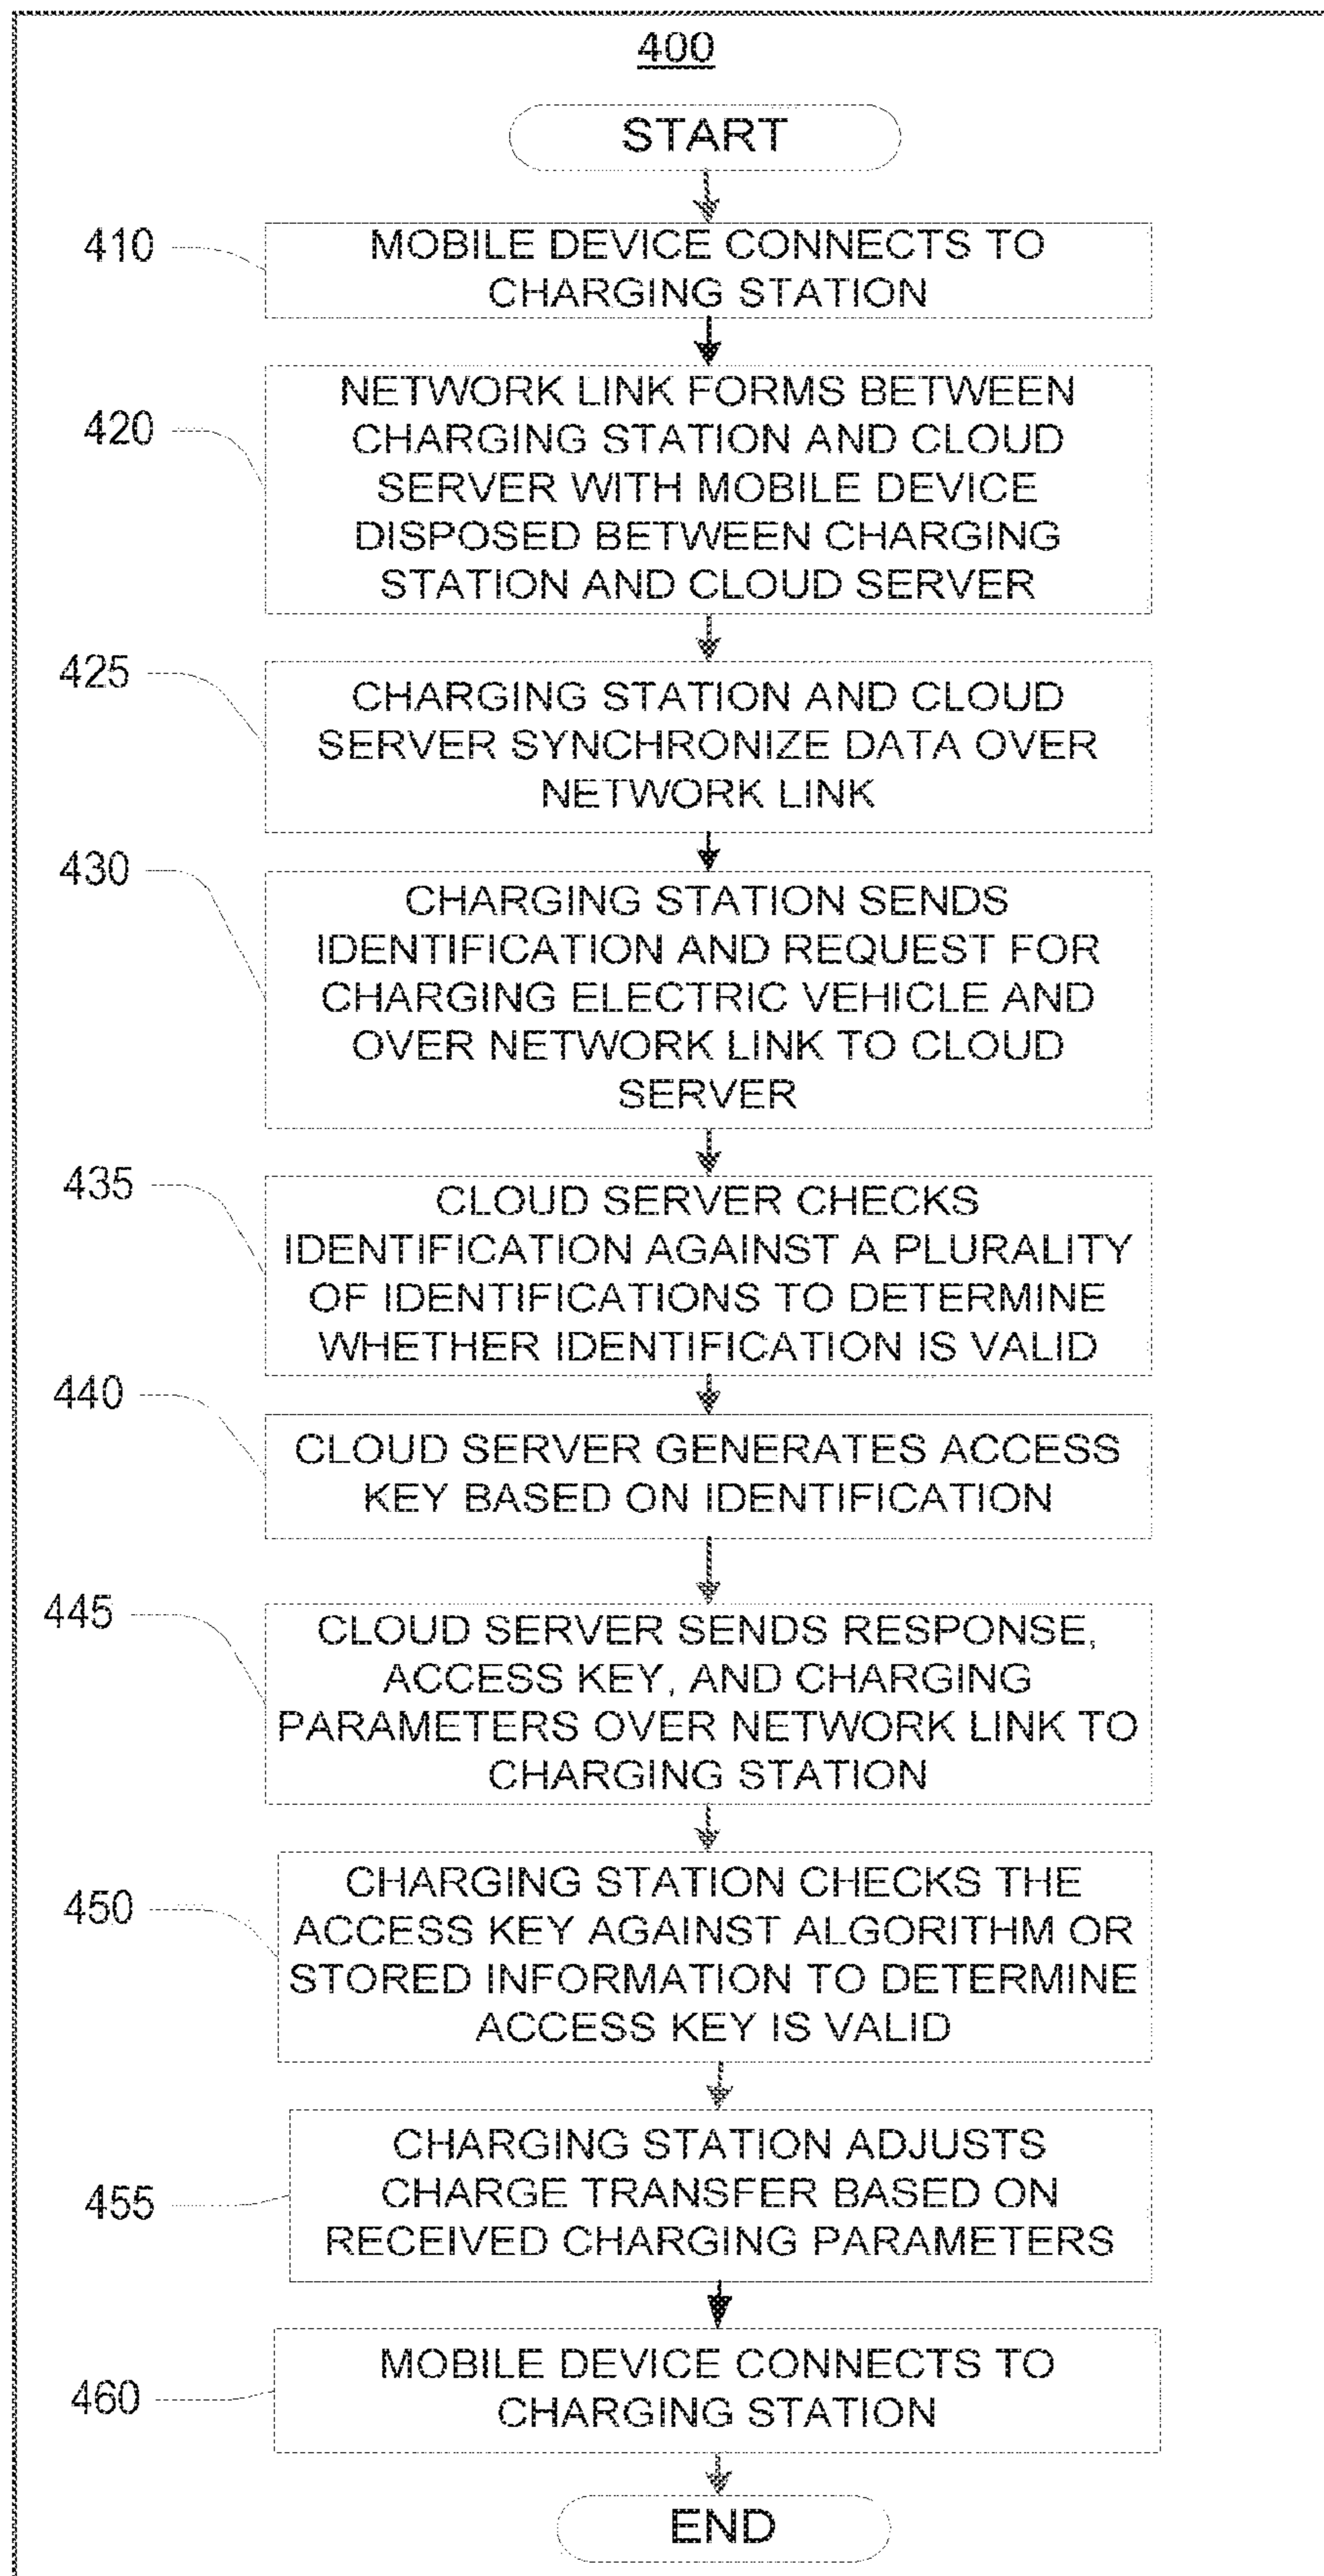 400
START
410
MOBILE DEVICE CONNECTS TO
CHARGING STATION
420
NETWORK LINK FORMS BETWEEN
CHARGING STATION AND CLOUD
SERVER WITH MOBILE DEVICE
DISPOSED BETWEEN CHARGING
STATION AND CLOUD SERVER
425
CHARGING STATION AND CLOUD
SERVER SYNCHRONIZE DATA OVER
NETWORK LINK
430
CHARGING STATION SENDS
IDENTIFICATION AND REQUEST FOR
CHARGING ELECTRIC VEHICLE AND
OVER NETWORK LINK TO CLOUD
SERVER
435
CLOUD SERVER CHECKS
IDENTIFICATION AGAINST A PLURALITY
OF IDENTIFICATIONS TO DETERMINE
WHETHER IDENTIFICATION IS VALID
440
CLOUD SERVER GENERATES ACCESS
KEY BASED ON IDENTIFICATION
445
CLOUD SERVER SENDS RESPONSE,
ACCESS KEY, AND CHARGING
PARAMETERS OVER NETWORK LINK TO
CHARGING STATION
450
CHARGING STATION CHECKS THE
ACCESS KEY AGAINST ALGORITHM OR
STORED INFORMATION TO DETERMINE
ACCESS KEY IS VALID
455
CHARGING STATION ADJUSTS
CHARGE TRANSFER BASED ON
RECEIVED CHARGING PARAMETERS
460
MOBILE DEVICE CONNECTS TO
CHARGING STATION
END